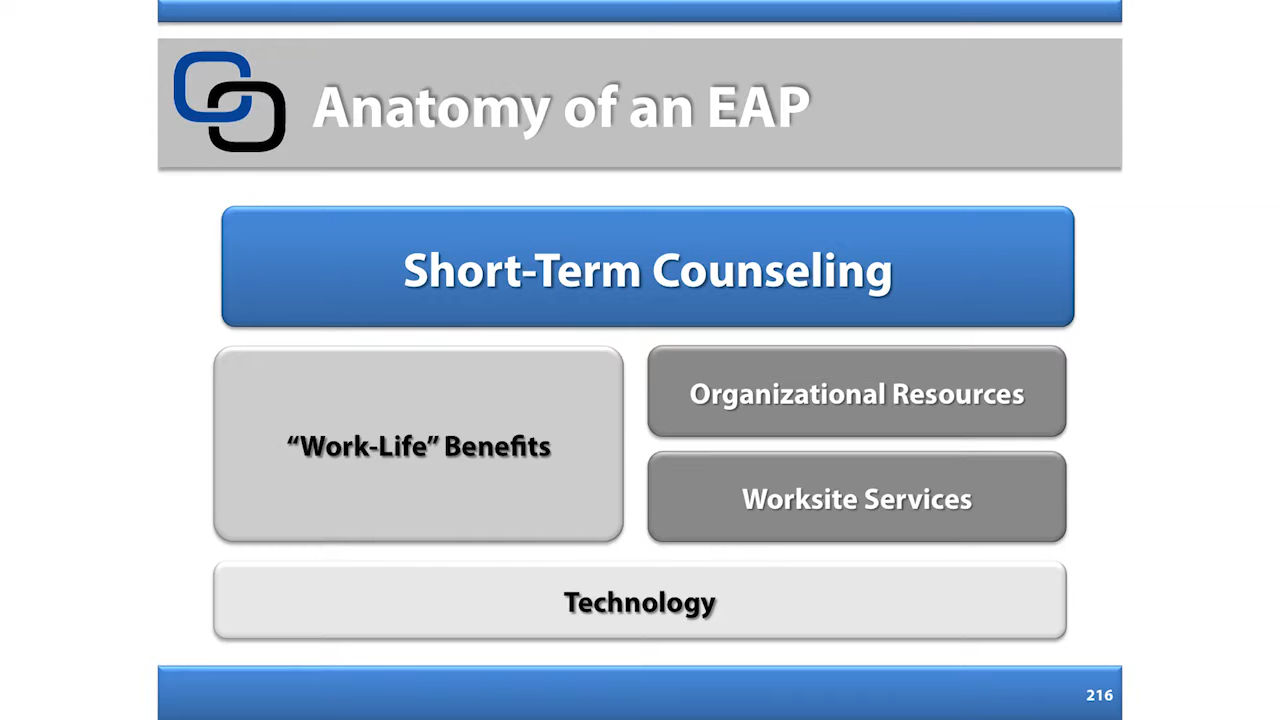 Anatomy of an EAP
Short-Term Counseling
“Work-Life” Benefits
Organizational Resources
Worksite Services
Technology
216